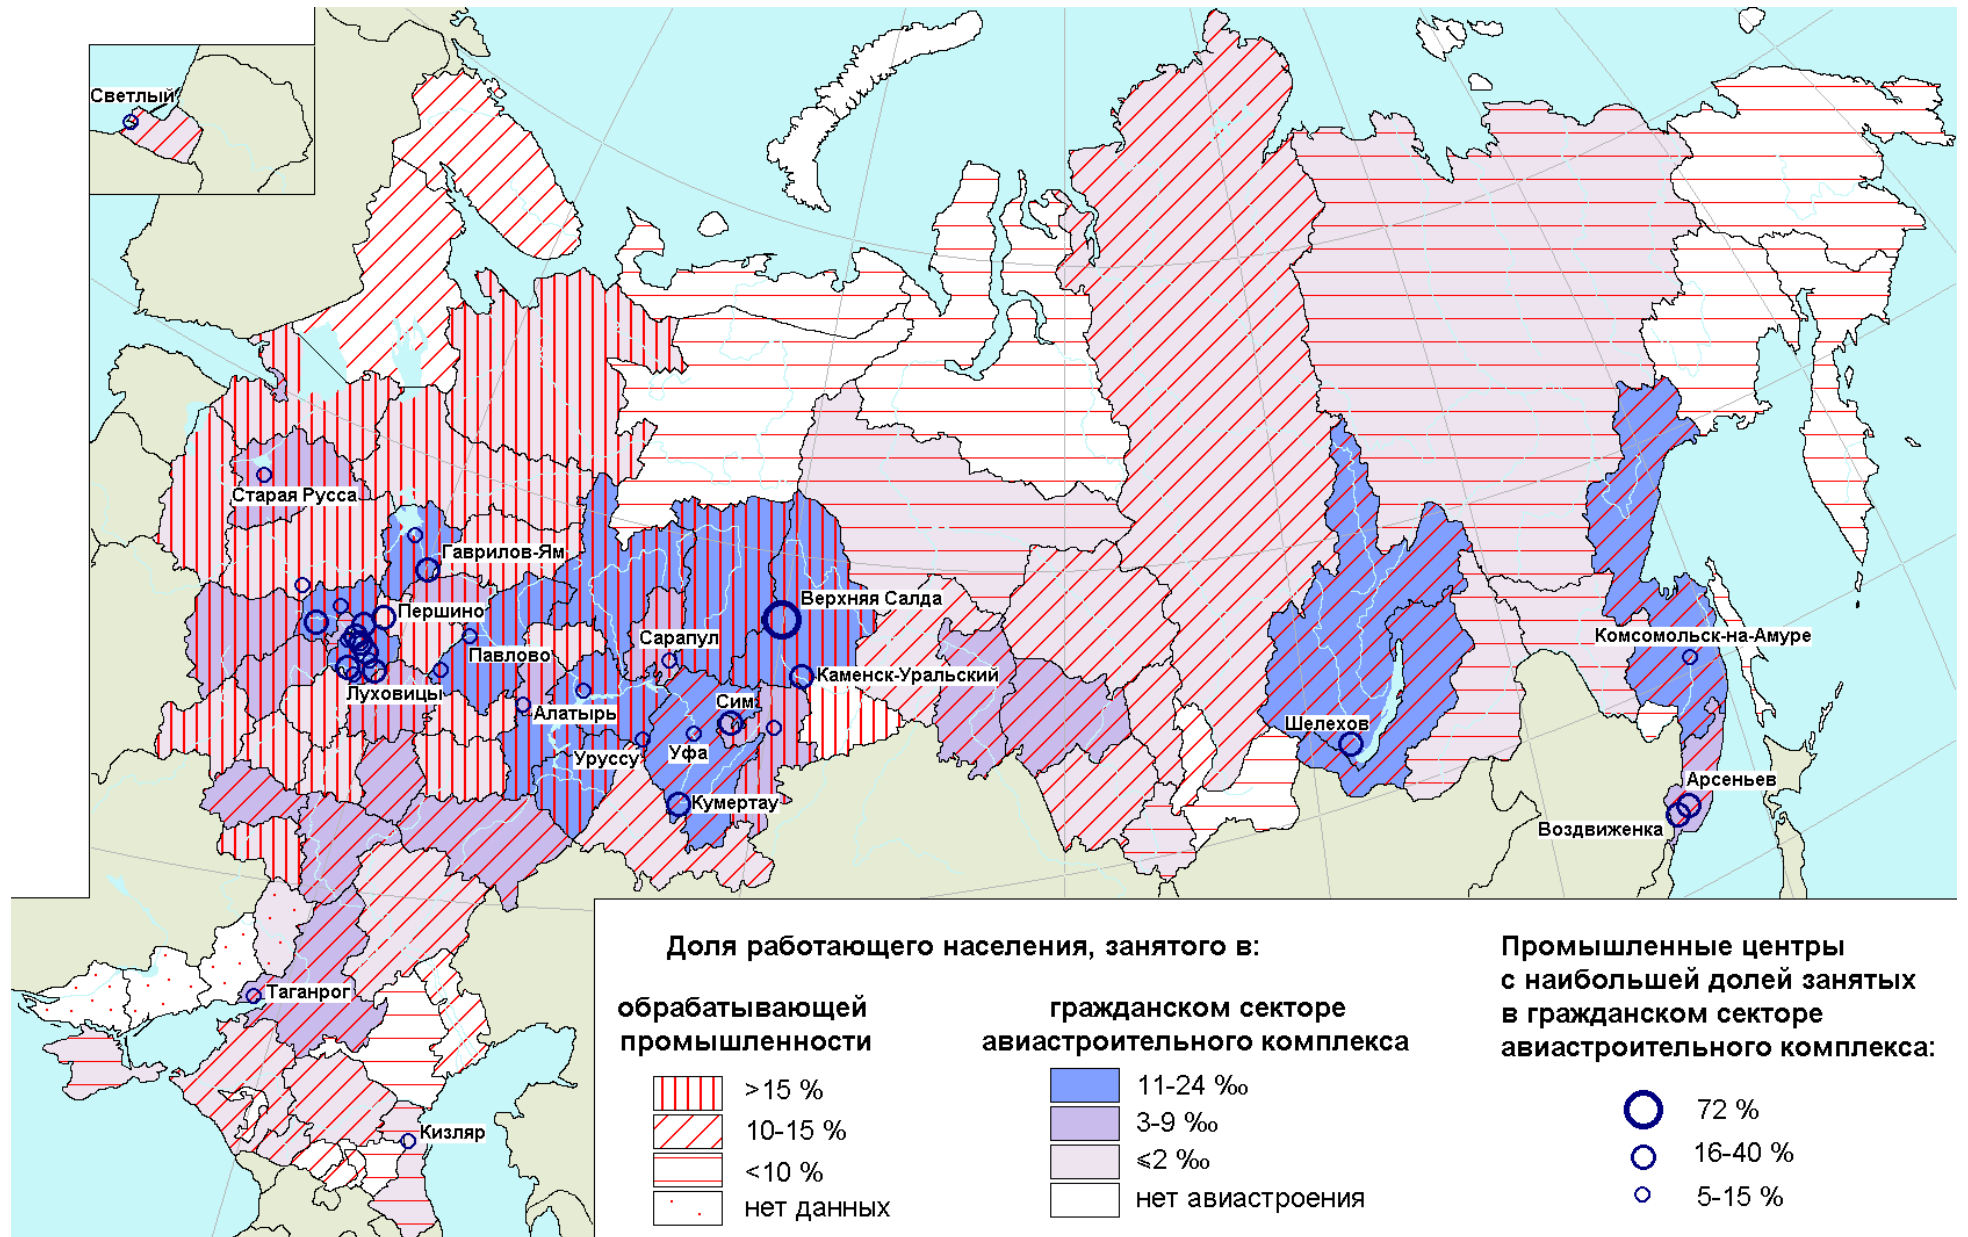 Светлый
Старая Русса
Гаврилов-Ям
Першино
Верхняя Салда
Сарапул
Павлово
Комсомольск-на-Амуре
Каменск-Уральский
Луховицы
Сим
Алатырь
Шелехов
Уруссу
Уфа
Арсеньев
Кумертау
Воздвиженка
Таганрог
Кизляр
Доля работающего населения, занятого в:
обрабатывающей
промышленности
>15 %
10-15 %
<10 %
нет данных
гражданском секторе
авиастроительного комплекса
11-24 ‰
3-9 ‰
⩽2 ‰
нет авиастроения
Промышленные центры
с наибольшей долей занятых
в гражданском секторе
авиастроительного комплекса:
72 %
16-40 %
5-15 %